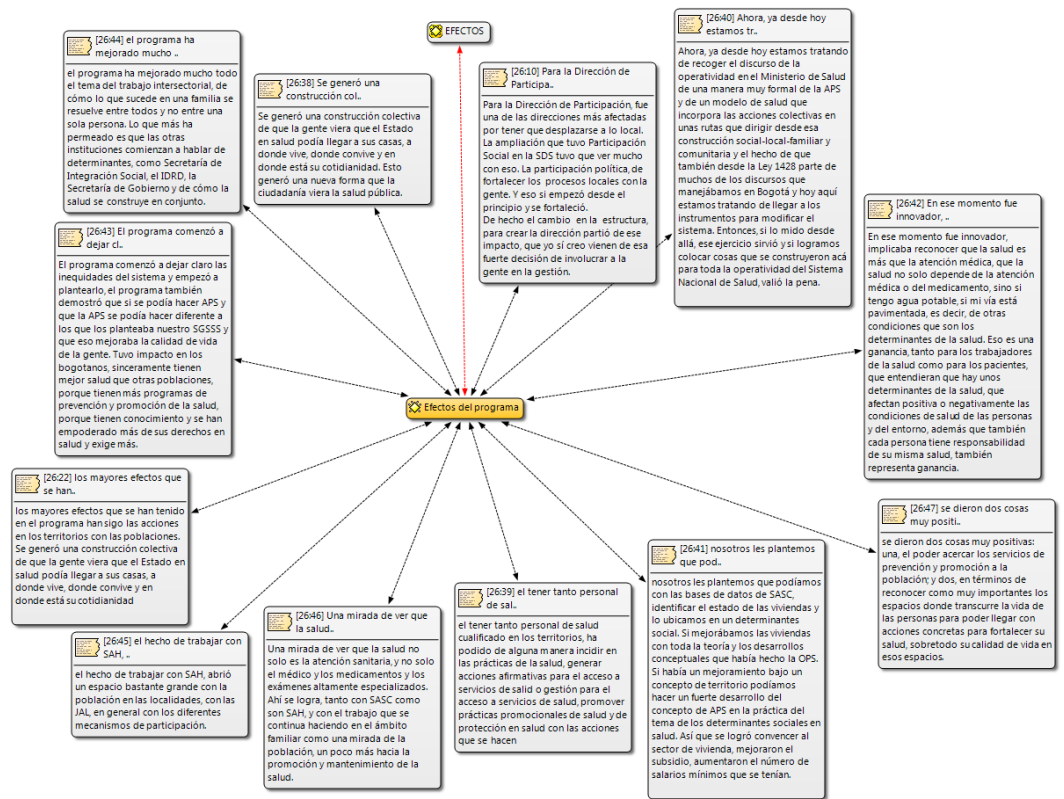 [26:44] el programa ha
mejorado mucho ..
el programa ha mejorado mucho todo
el tema del trabajo intersectorial, de
cómo lo que sucede en una familia se
resuelve entre todos y no entre una
sola persona. Lo que más ha
permeado es que las otras
instituciones comienzan a hablar de
determinantes, como Secretaría de
Integración Social, el IDRD, la
Secretaría de Gobierno y de cómo la
salud se construye en conjunto.
EFECTOS
[26:38] Se generó una
construcción col..
Se generó una construcción colectiva
de que la gente viera que el Estado
en salud podía llegar a sus casas, a
donde vive, donde convive y en
donde está su cotidianidad. Esto
generó una nueva forma que la
ciudadanía viera la salud pública.
[26:10] Para la Dirección de
Participa..
Para la Dirección de Participación, fue
una de las direcciones más afectadas
por tener que desplazarse a lo local.
La ampliación que tuvo Participación
Social en la SDS tuvo que ver mucho
con eso. La participación política, de
fortalecer los procesos locales con la
gente. Y eso si empezó desde el
principio y se fortaleció.
De hecho el cambio en la estructura,
para crear la dirección partió de ese
impacto, que yo sí creo vienen de esa
fuerte decisión de involucrar a la
gente en la gestión.
[26:40] Ahora, ya desde hoy
estamos tr..
Ahora, ya desde hoy estamos tratando
de recoger el discurso de la
operatividad en el Ministerio de Salud
de una manera muy formal de la APS
y de un modelo de salud que
incorpora las acciones colectivas en
unas rutas que dirigir desde esa
construcción social-local-familiar y
comunitaria y el hecho de que
también desde la Ley 1428 parte de
muchos de los discursos que
manejábamos en Bogotá y hoy aquí
estamos tratando de llegar a los
instrumentos para modificar el
sistema. Entonces, si lo mido desde
allá, ese ejercicio sirvió y si logramos
colocar cosas que se construyeron acá
para toda la operatividad del Sistema
Nacional de Salud, valió la pena.
[26:43] El programa comenzó a
dejar cl..
El programa comenzó a dejar claro las
inequidades del sistema y empezó a
plantearlo, el programa también
demostró que si se podía hacer APS y
que la APS se podía hacer diferente a
los que los planteaba nuestro SGSSS y
que eso mejoraba la calidad de vida
de la gente. Tuvo impacto en los
bogotanos, sinceramente tienen
mejor salud que otras poblaciones,
porque tienen más programas de
prevención y promoción de la salud,
porque tienen conocimiento y se han
empoderado más de sus derechos en
salud y exige más.
[26:42] En ese momento fue
innovador, ..
En ese momento fue innovador,
implicaba reconocer que la salud es
más que la atención médica, que la
salud no solo depende de la atención
médica o del medicamento, sino si
tengo agua potable, si mi vía está
pavimentada, es decir, de otras
condiciones que son los
determinantes de la salud. Eso es una
ganancia, tanto para los trabajadores
de la salud como para los pacientes,
que entendieran que hay unos
determinantes de la salud, que
afectan positiva o negativamente las
condiciones de salud de las personas
y del entorno, además que también
cada persona tiene responsabilidad
de su misma salud, también
representa ganancia.
Efectos del programa
[26:22] los mayores efectos que
se han..
los mayores efectos que se han tenido
en el programa han sigo las acciones
en los territorios con las poblaciones.
Se generó una construcción colectiva
de que la gente viera que el Estado en
salud podía llegar a sus casas, a
donde vive, donde convive y en
donde está su cotidianidad
[26:45] el hecho de trabajar con
SAH, ..
el hecho de trabajar con SAH, abrió
un espacio bastante grande con la
población en las localidades, con las
JAL, en general con los diferentes
mecanismos de participación.
[26:46] Una mirada de ver que
la salud..
Una mirada de ver que la salud no
solo es la atención sanitaria, y no solo
el médico y los medicamentos y los
exámenes altamente especializados.
Ahí se logra, tanto con SASC como
son SAH, y con el trabajo que se
continua haciendo en el ámbito
familiar como una mirada de la
población, un poco más hacia la
promoción y mantenimiento de la
salud.
[26:39] el tener tanto personal
de sal..
el tener tanto personal de salud
cualificado en los territorios, ha
podido de alguna manera incidir en
las prácticas de la salud, generar
acciones afirmativas para el acceso a
servicios de salid o gestión para el
acceso a servicios de salud, promover
prácticas promocionales de salud y de
protección en salud con las acciones
que se hacen
[26:41] nosotros les plantemos
que pod..
nosotros les plantemos que podíamos
con las bases de datos de SASC,
identificar el estado de las viviendas y
lo ubicamos en un determinantes
social. Si mejorábamos las viviendas
con toda la teoría y los desarrollos
conceptuales que había hecho la OPS.
Si había un mejoramiento bajo un
concepto de territorio podíamos
hacer un fuerte desarrollo del
concepto de APS en la práctica del
tema de los determinantes sociales en
salud. Así que se logró convencer al
sector de vivienda, mejoraron el
subsidio, aumentaron el número de
salarios mínimos que se tenían.
[26:47] se dieron dos cosas
muy positi..
se dieron dos cosas muy positivas:
una, el poder acercar los servicios de
prevención y promoción a la
población; y dos, en términos de
reconocer como muy importantes los
espacios donde transcurre la vida de
las personas para poder llegar con
acciones concretas para fortalecer su
salud, sobretodo su calidad de vida en
esos espacios.